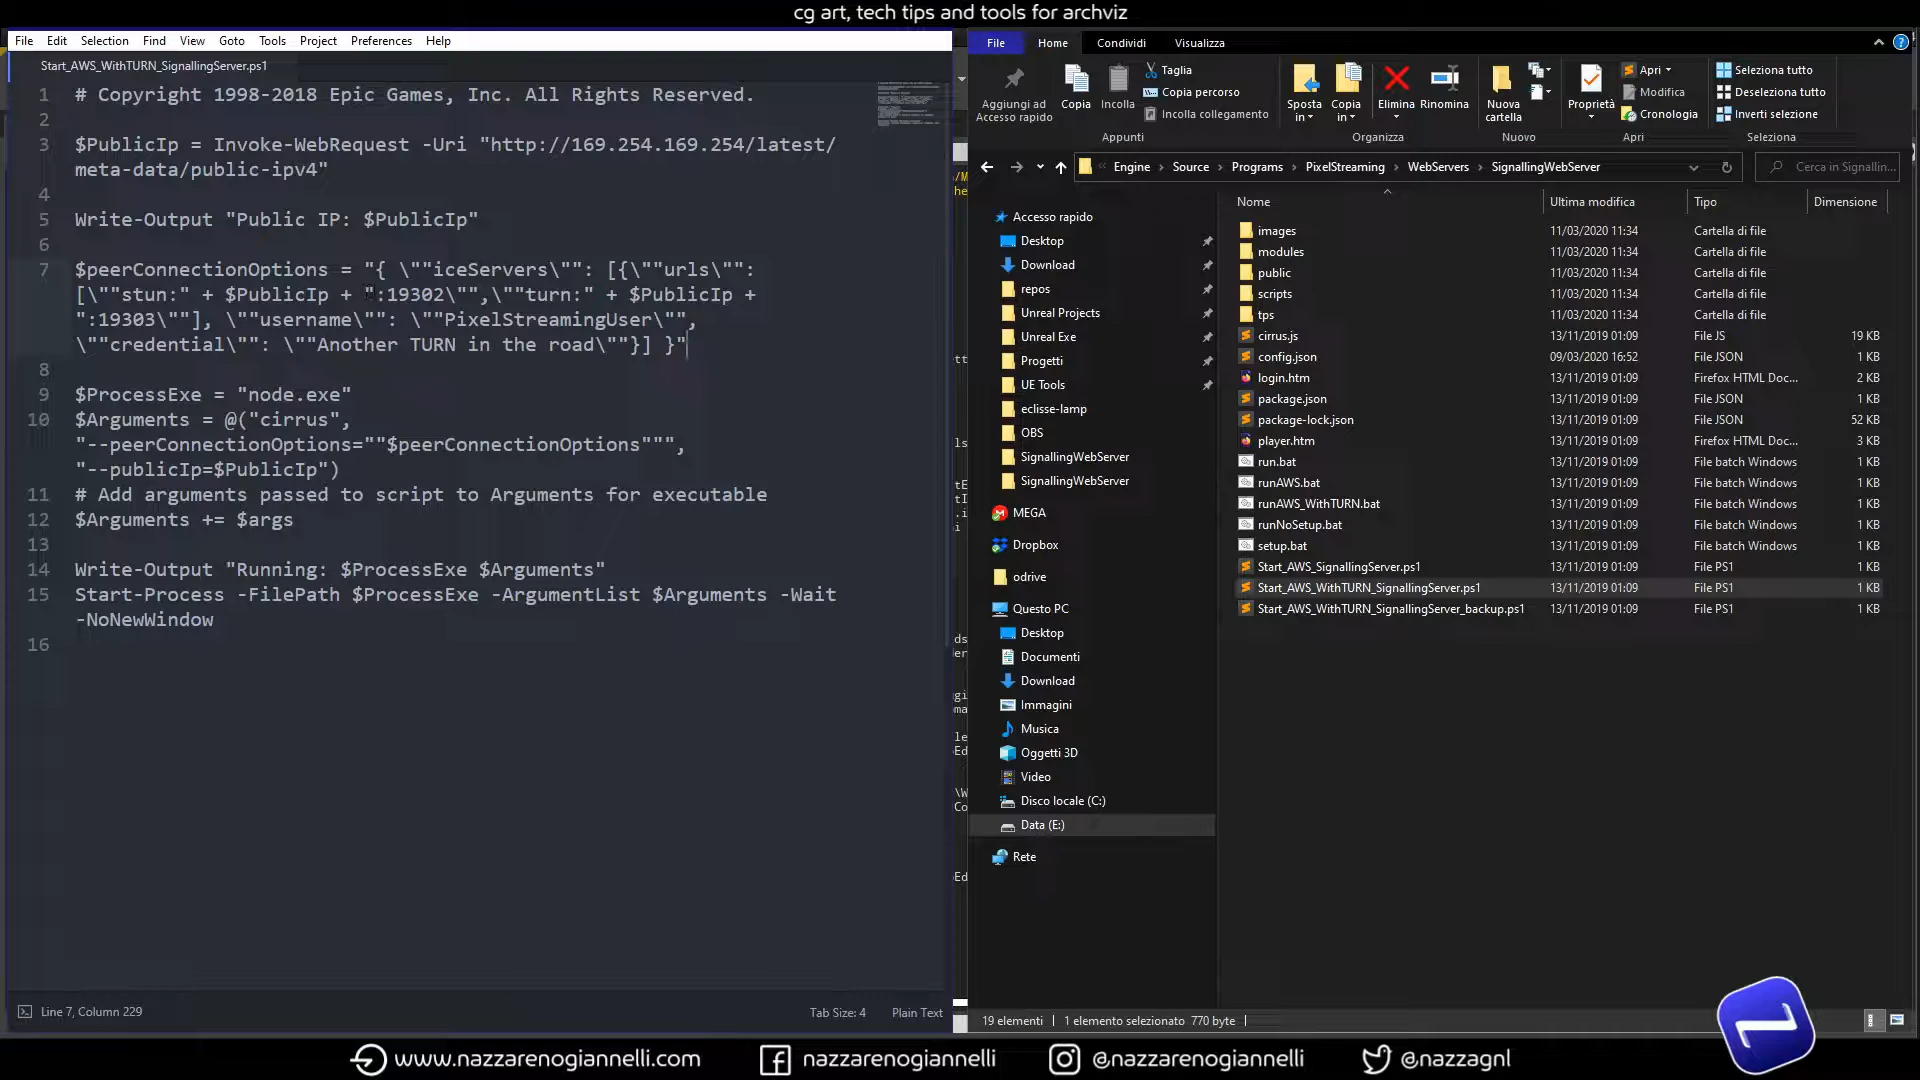 cg art, tech tips and tools for archviz
File Edit Selection Find View Goto Tools Project Preferences Help
Start_AWS_WithTURN_SignallingServer.ps1
1 # Copyright 1998-2018 Epic Games, Inc. All Rights Reserved.
2
3 $PublicIp = Invoke-WebRequest -Uri "http://169.254.169.254/latest/
meta-data/public-ipv4"
4
5 Write-Output "Public IP: $PublicIp"
6
7 $peerConnectionOptions = "{ \""iceServers\"": [{\""urls\"":
[\""stun:" + $PublicIp + ":19302\"",\""turn:" + $PublicIp +
":19303\""], \""username\"": \""PixelStreamingUser\"",
\""credential\"": \""Another TURN in the road\""}] }"
8
9 $ProcessExe = "node.exe"
10 $Arguments = @("cirrus",
"--peerConnectionOptions=""$peerConnectionOptions""",
"--publicIp=$PublicIp")
11 # Add arguments passed to script to Arguments for executable
12 $Arguments += $args
13
14 Write-Output "Running: $ProcessExe $Arguments"
15 Start-Process -FilePath $ProcessExe -ArgumentList $Arguments -Wait
-NoNewWindow
16
Line 7, Column 229 Tab Size: 4 Plain Text
File Home Condividi Visualizza
Aggiungi ad
Accesso rapido
Copia
Incolla
Taglia
Copia percorso
Incolla collegamento
Appunti
Sposta
in
Copia
in
Elimina
Rinomina
Organizza
Nuova
cartella
Nuovo
Proprietà
Apri
Modifica
Cronologia
Apri
Seleziona tutto
Deseleziona tutto
Inverti selezione
Seleziona
« Engine > Source > Programs > PixelStreaming > WebServers > SignallingWebServer
Cerca in Signallin...
Accesso rapido
Desktop
Download
repos
Unreal Projects
Unreal Exe
Progetti
UE Tools
eclisse-lamp
OBS
SignallingWebServer
SignallingWebServer
MEGA
Dropbox
odrive
Questo PC
Desktop
Documenti
Download
Immagini
Musica
Oggetti 3D
Video
Disco locale (C:)
Data (E:)
Rete
Nome Ultima modifica Tipo Dimensione
images 11/03/2020 11:34 Cartella di file
modules 11/03/2020 11:34 Cartella di file
public 11/03/2020 11:34 Cartella di file
scripts 11/03/2020 11:34 Cartella di file
tps 11/03/2020 11:34 Cartella di file
cirrus.js 13/11/2019 01:09 File JS 19 KB
config.json 09/03/2020 16:52 File JSON 1 KB
login.htm 13/11/2019 01:09 Firefox HTML Doc... 2 KB
package.json 13/11/2019 01:09 File JSON 1 KB
package-lock.json 13/11/2019 01:09 File JSON 52 KB
player.htm 13/11/2019 01:09 Firefox HTML Doc... 3 KB
run.bat 13/11/2019 01:09 File batch Windows 1 KB
runAWS.bat 13/11/2019 01:09 File batch Windows 1 KB
runAWS_WithTURN.bat 13/11/2019 01:09 File batch Windows 1 KB
runNoSetup.bat 13/11/2019 01:09 File batch Windows 1 KB
setup.bat 13/11/2019 01:09 File batch Windows 1 KB
Start_AWS_SignallingServer.ps1 13/11/2019 01:09 File PS1 1 KB
Start_AWS_WithTURN_SignallingServer.ps1 13/11/2019 01:09 File PS1 1 KB
Start_AWS_WithTURN_SignallingServer_backup.ps1 13/11/2019 01:09 File PS1 1 KB
19 elementi 1 elemento selezionato 770 byte
www.nazzarenogiannelli.com nazzarenogiannelli @nazzarenogiannelli @nazzagnl